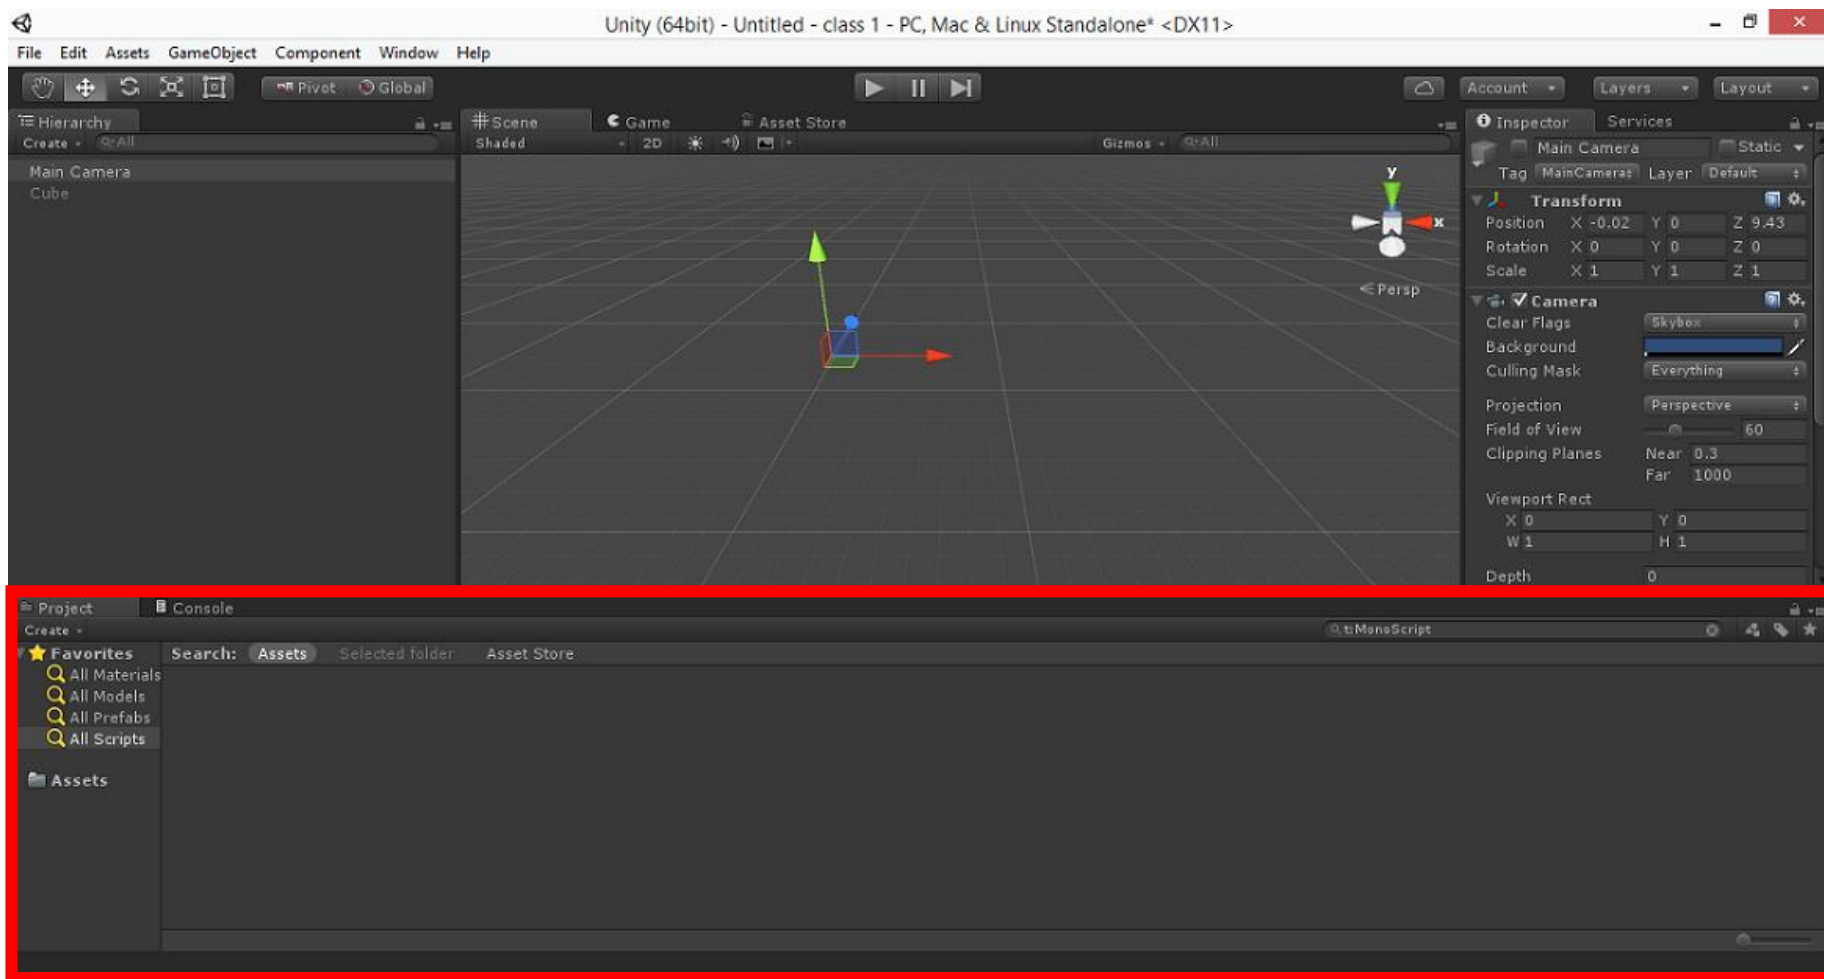 Unity (64bit) - Untitled - class 1 - PC, Mac & Linux Standalone* <DX11>
File Edit Assets GameObject Component Window Help
Pivot Global
Account Layers Layout
Hierarchy
Create All
Main Camera
Cube
Scene Game Asset Store
Shaded 2D Gizmos All
y
x
Persp
Inspector Services
Main Camera Static
Tag MainCamera Layer Default
Transform
Position X -0.02 Y 0 Z 9.43
Rotation X 0 Y 0 Z 0
Scale X 1 Y 1 Z 1
Camera
Clear Flags Skybox
Background
Culling Mask Everything
Projection Perspective
Field of View 60
Clipping Planes Near 0.3
Far 1000
Viewport Rect
X 0 Y 0
W 1 H 1
Depth 0
Project Console
Create t:MonoScript
Favorites Search: Assets Selected folder Asset Store
All Materials
All Models
All Prefabs
All Scripts
Assets